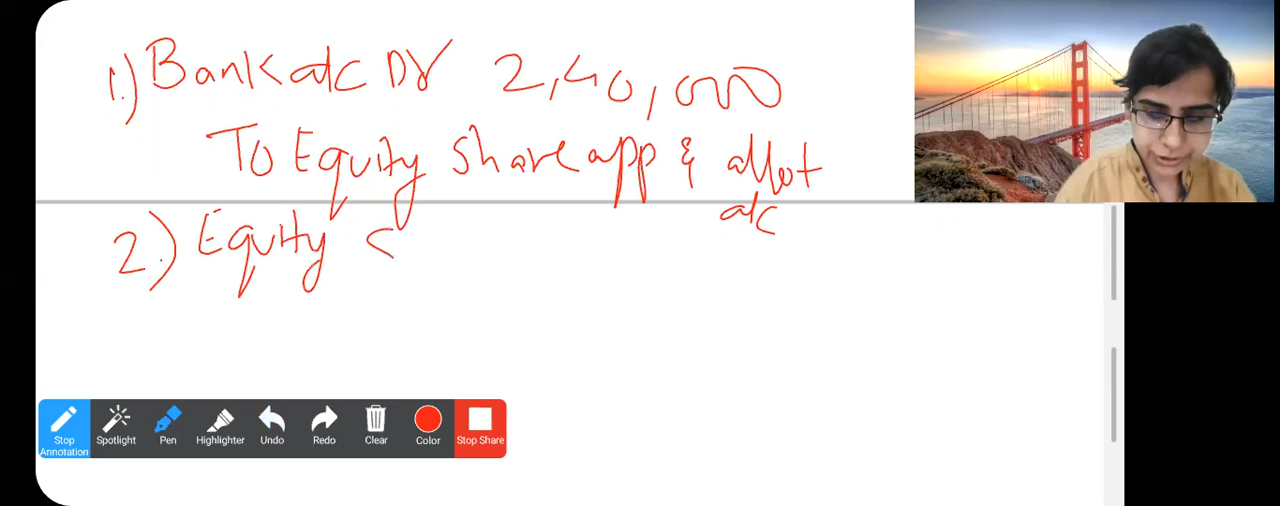 1.) Bank a/c Dr 2,40,000
To Equity Share app & allot
a/c
2.) Equity S
Stop Annotation
Spotlight
Pen
Highlighter
Undo
Redo
Clear
Color
Stop Share